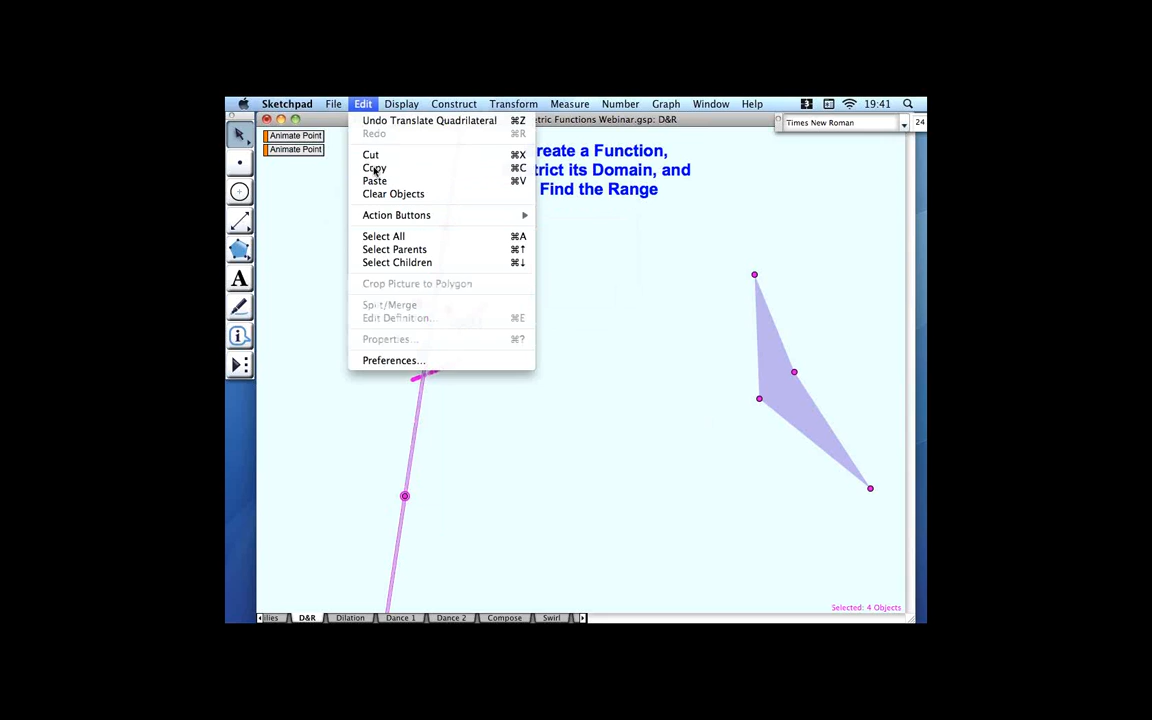 Sketchpad File Edit Display Construct Transform Measure Number Graph Window Help 19:41
etric Functions Webinar.gsp: D&R
Times New Roman 24
Animate Point
Animate Point
Undo Translate Quadrilateral ⌘Z
Redo ⌘R
Cut ⌘X
Copy ⌘C
Paste ⌘V
Clear Objects
Action Buttons
Select All ⌘A
Select Parents ⌘↑
Select Children ⌘↓
Crop Picture to Polygon
Split/Merge
Edit Definition... ⌘E
Properties... ⌘?
Preferences...
reate a Function,
trict its Domain, and
Find the Range
A
Selected: 4 Objects
ilies D&R Dilation Dance 1 Dance 2 Compose Swirl